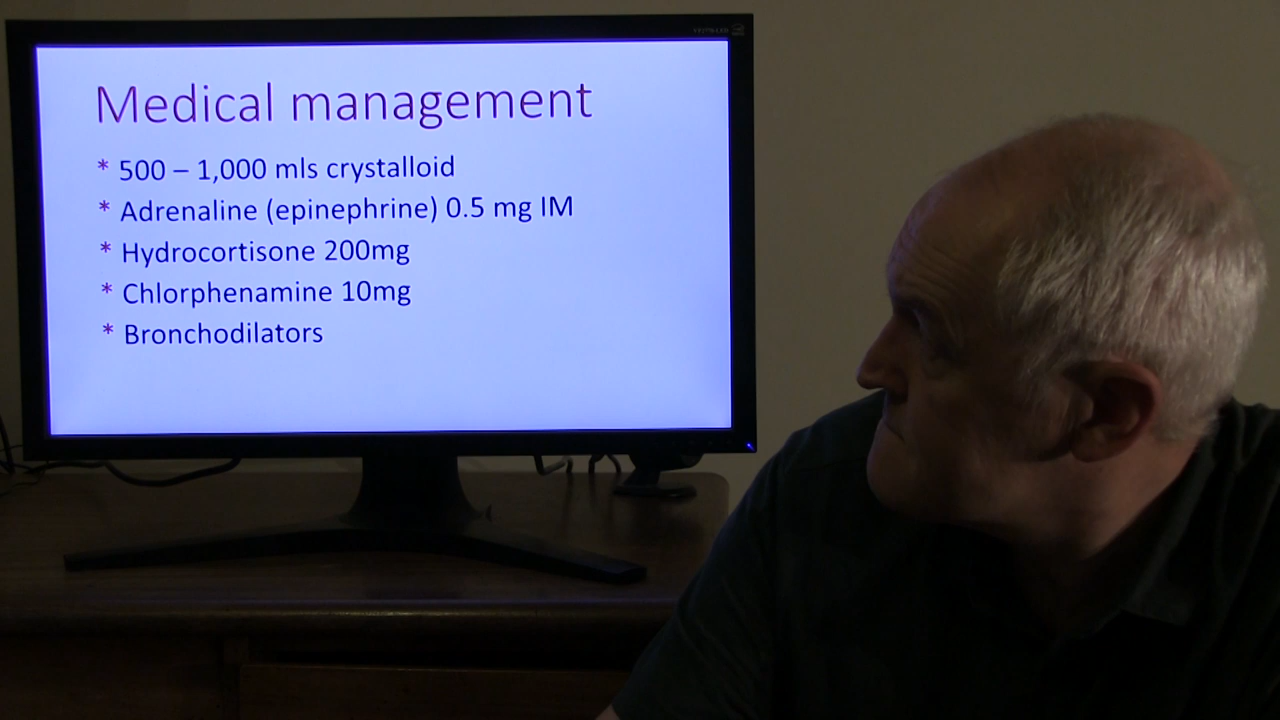 Medical management
* 500 – 1,000 mls crystalloid
* Adrenaline (epinephrine) 0.5 mg IM
* Hydrocortisone 200mg
* Chlorphenamine 10mg
* Bronchodilators